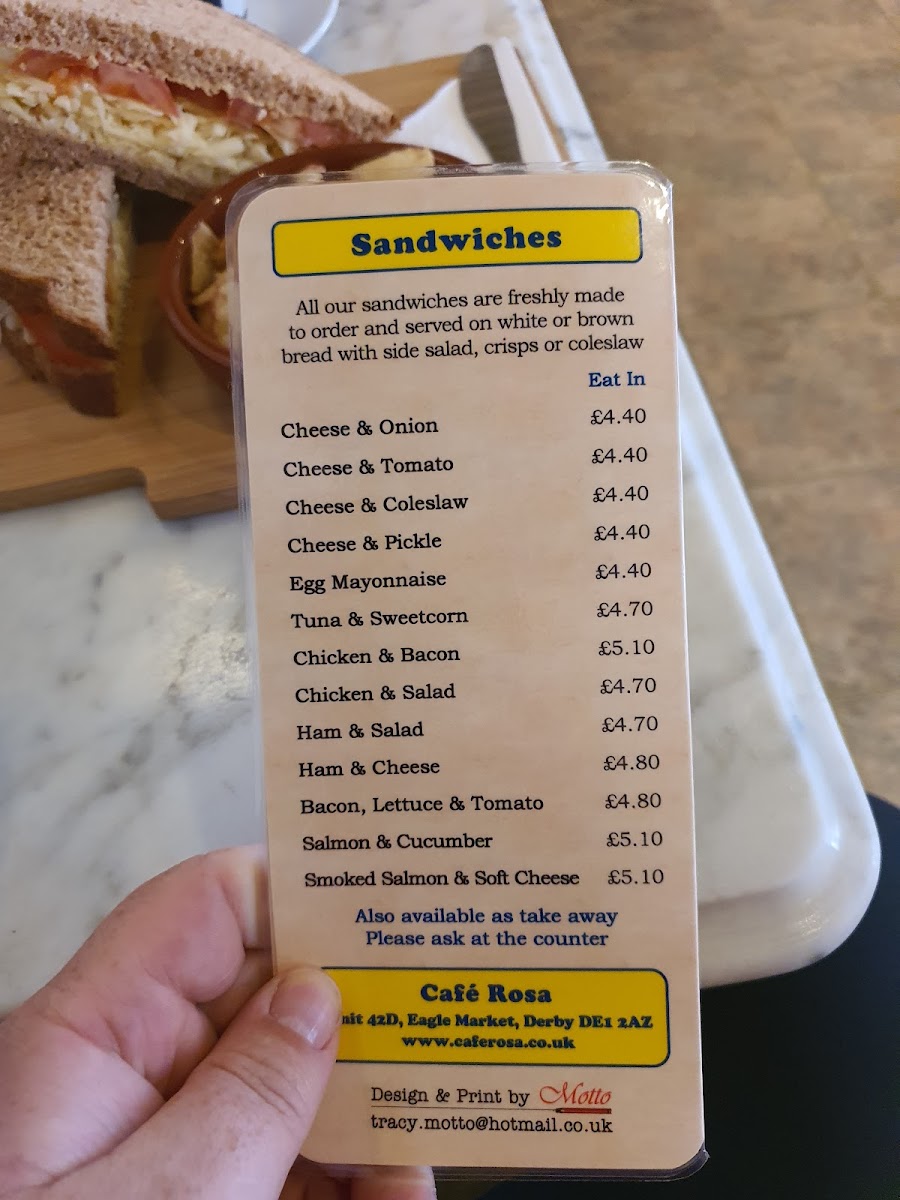 Sandwiches
All our sandwiches are freshly made
to order and served on white or brown
bread with side salad, crisps or coleslaw
Eat In
Cheese & Onion £4.40
Cheese & Tomato £4.40
Cheese & Coleslaw £4.40
Cheese & Pickle £4.40
Egg Mayonnaise £4.40
Tuna & Sweetcorn £4.70
Chicken & Bacon £5.10
Chicken & Salad £4.70
Ham & Salad £4.70
Ham & Cheese £4.80
Bacon, Lettuce & Tomato £4.80
Salmon & Cucumber £5.10
Smoked Salmon & Soft Cheese £5.10
Also available as take away
Please ask at the counter
Café Rosa
42D, Eagle Market, Derby DE1 2AZ
www.caferosa.co.uk
Design & Print by Motto
tracy.motto@hotmail.co.uk